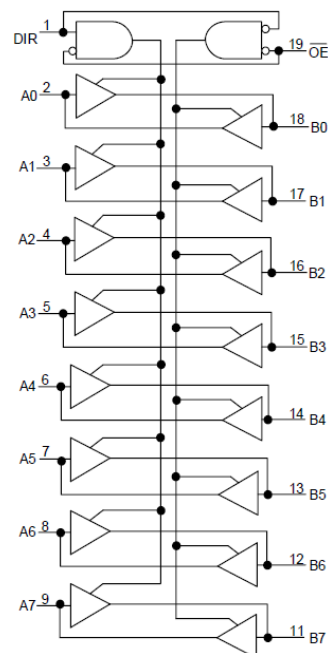 DIR 1
19 OE
A0 2
18 B0
A1 3
17 B1
A2 4
16 B2
A3 5
15 B3
A4 6
14 B4
A5 7
13 B5
A6 8
12 B6
A7 9
11 B7